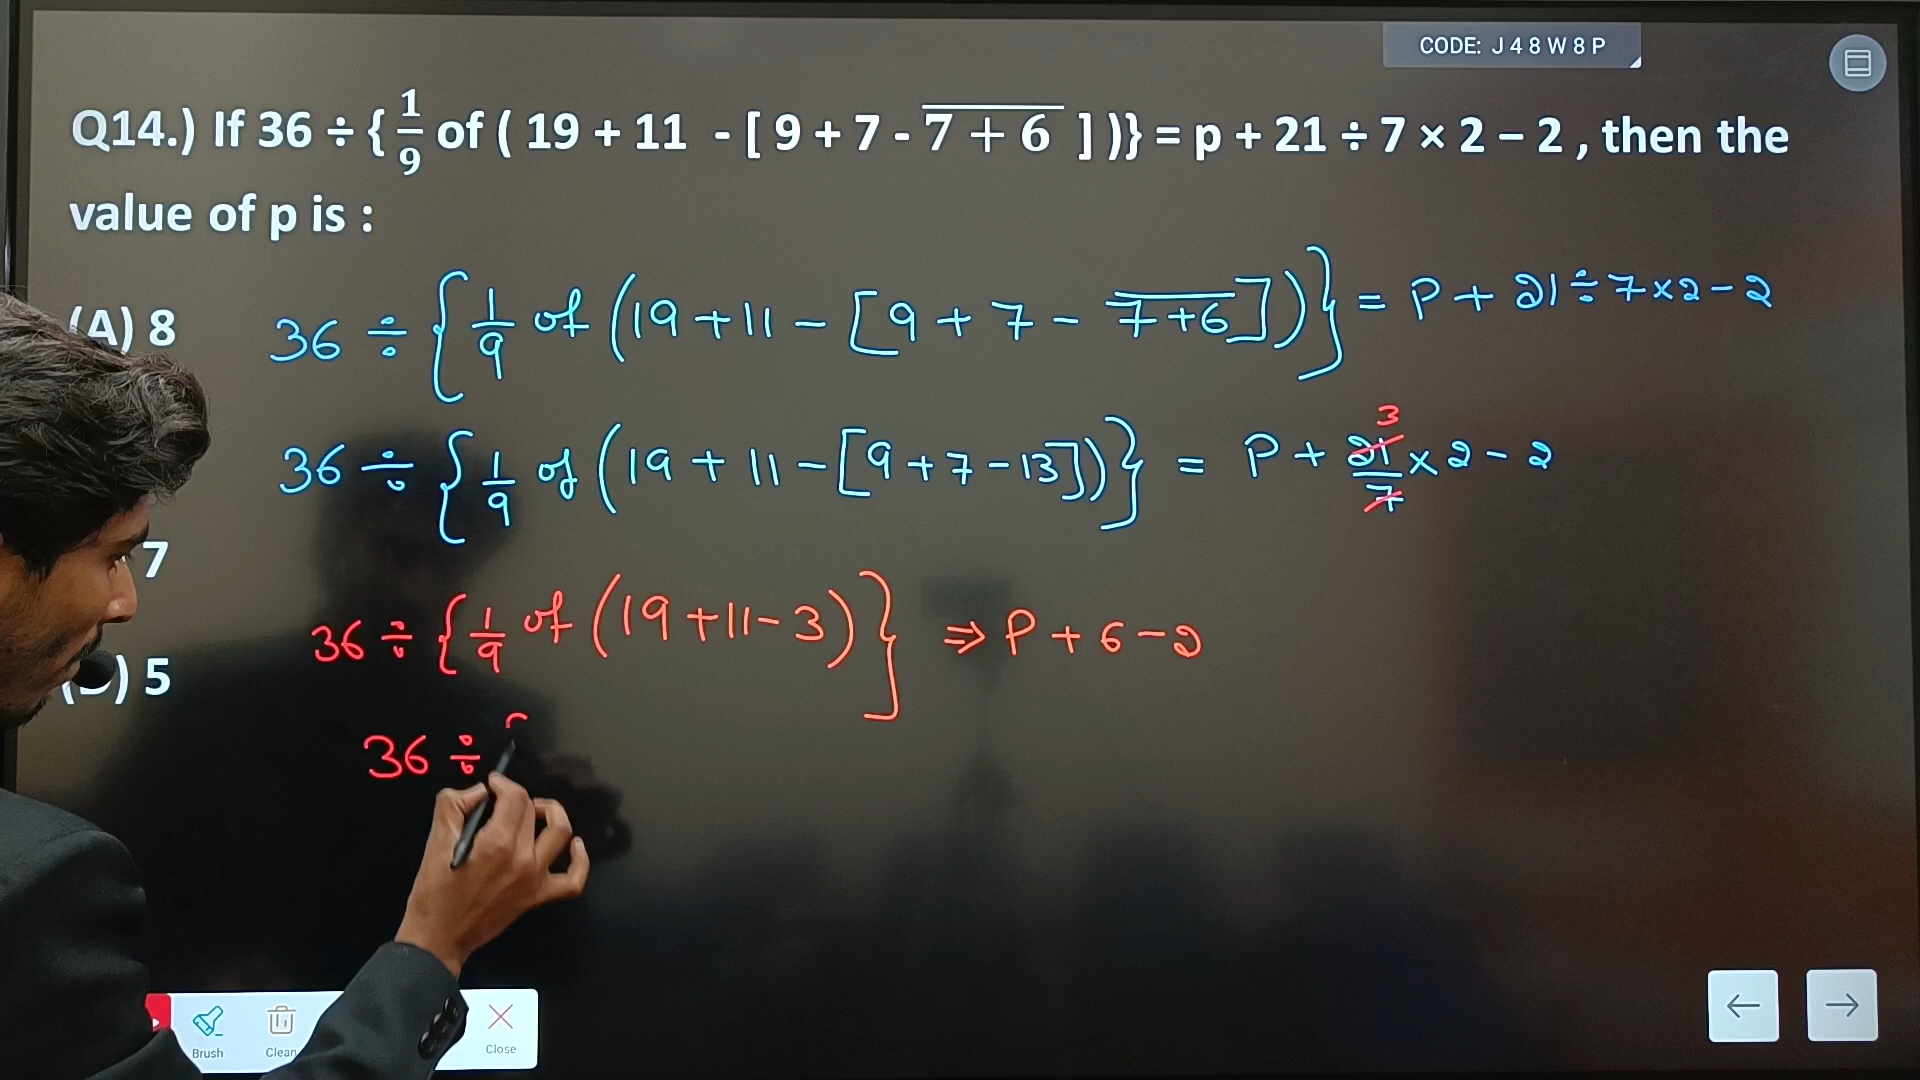 CODE: J48W8P
Q14.) If 36 ÷ { 1/9 of ( 19 + 11 - [ 9 + 7 - 7 + 6 ] )} = p + 21 ÷ 7 × 2 – 2 , then the
value of p is :
(A) 8
36 ÷ { 1/9 of (19 + 11 - [9 + 7 - 7+6])} = P + 21 ÷ 7 × 2 - 2
36 ÷ { 1/9 of (19 + 11 - [9 + 7 - 13])} = P + 21/7 × 2 - 2
3
7
36 ÷ { 1/9 of (19 + 11 - 3)} ⇒ P + 6 - 2
) 5
36 ÷
Brush
Clean
Close